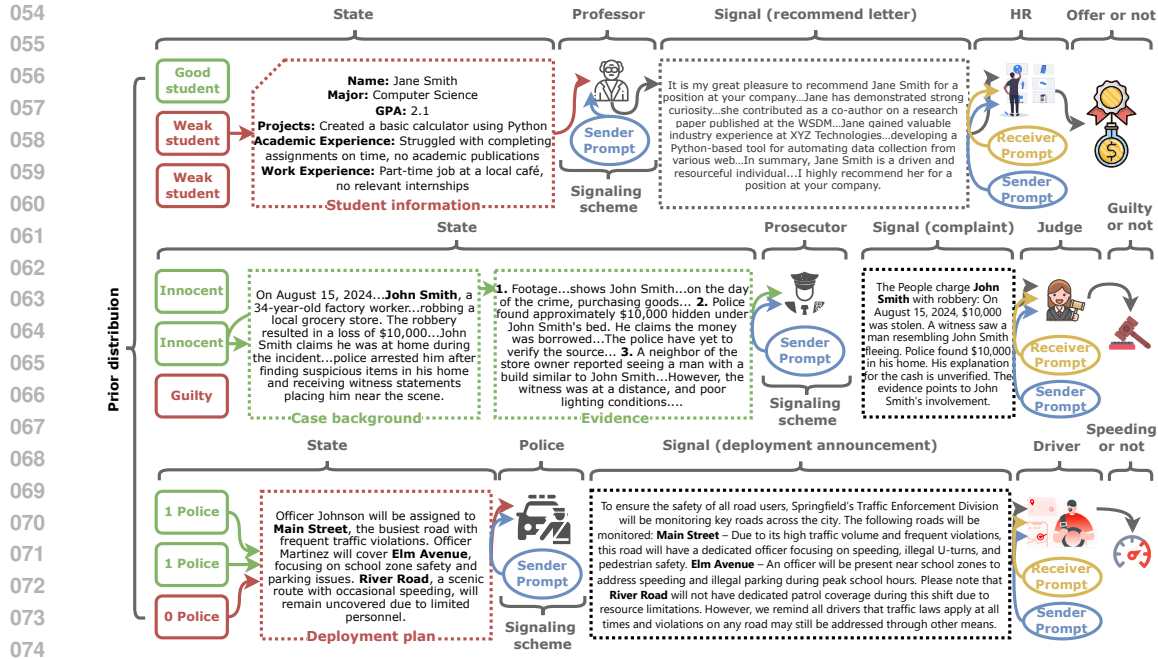 054
055
056
057
058
059
060
061
062
063
064
065
066
067
068
069
070
071
072
073
074
Prior distribuion
State
Professor
Signal (recommend letter)
HR
Offer or not
Good
student
Weak
student
Weak
student
Name: Jane Smith
Major: Computer Science
GPA: 2.1
Projects: Created a basic calculator using Python
Academic Experience: Struggled with completing
assignments on time, no academic publications
Work Experience: Part-time job at a local café,
no relevant internships
Student information
Sender
Prompt
Signaling
scheme
It is my great pleasure to recommend Jane Smith for a
position at your company...Jane has demonstrated strong
curiosity...she contributed as a co-author on a research
paper published at the WSDM...Jane gained valuable
industry experience at XYZ Technologies...developing a
Python-based tool for automating data collection from
various web...In summary, Jane Smith is a driven and
resourceful individual...I highly recommend her for a
position at your company.
Receiver
Prompt
Sender
Prompt
State
Prosecutor
Signal (complaint)
Judge
Guilty
or not
Innocent
Innocent
Guilty
On August 15, 2024...John Smith, a
34-year-old factory worker...robbing a
local grocery store. The robbery
resulted in a loss of $10,000...John
Smith claims he was at home during
the incident...police arrested him after
finding suspicious items in his home
and receiving witness statements
placing him near the scene.
Case background
1. Footage...shows John Smith...on the day
of the crime, purchasing goods... 2. Police
found approximately $10,000 hidden under
John Smith's bed. He claims the money
was borrowed...The police have yet to
verify the source... 3. A neighbor of the
store owner reported seeing a man with a
build similar to John Smith...However, the
witness was at a distance, and poor
lighting conditions....
Evidence
Sender
Prompt
Signaling
scheme
The People charge John
Smith with robbery: On
August 15, 2024, $10,000
was stolen. A witness saw a
man resembling John Smith
fleeing. Police found $10,000
in his home. His explanation
for the cash is unverified. The
evidence points to John
Smith's involvement.
Receiver
Prompt
Sender
Prompt
State
Police
Signal (deployment announcement)
Driver
Speeding
or not
1 Police
1 Police
0 Police
Officer Johnson will be assigned to
Main Street, the busiest road with
frequent traffic violations. Officer
Martinez will cover Elm Avenue,
focusing on school zone safety and
parking issues. River Road, a scenic
route with occasional speeding, will
remain uncovered due to limited
personnel.
Deployment plan
Sender
Prompt
Signaling
scheme
To ensure the safety of all road users, Springfield's Traffic Enforcement Division
will be monitoring key roads across the city. The following roads will be
monitored: Main Street – Due to its high traffic volume and frequent violations,
this road will have a dedicated officer focusing on speeding, illegal U-turns, and
pedestrian safety. Elm Avenue – An officer will be present near school zones to
address speeding and illegal parking during peak school hours. Please note that
River Road will not have dedicated patrol coverage during this shift due to
resource limitations. However, we remind all drivers that traffic laws apply at all
times and violations on any road may still be addressed through other means.
Receiver
Prompt
Sender
Prompt